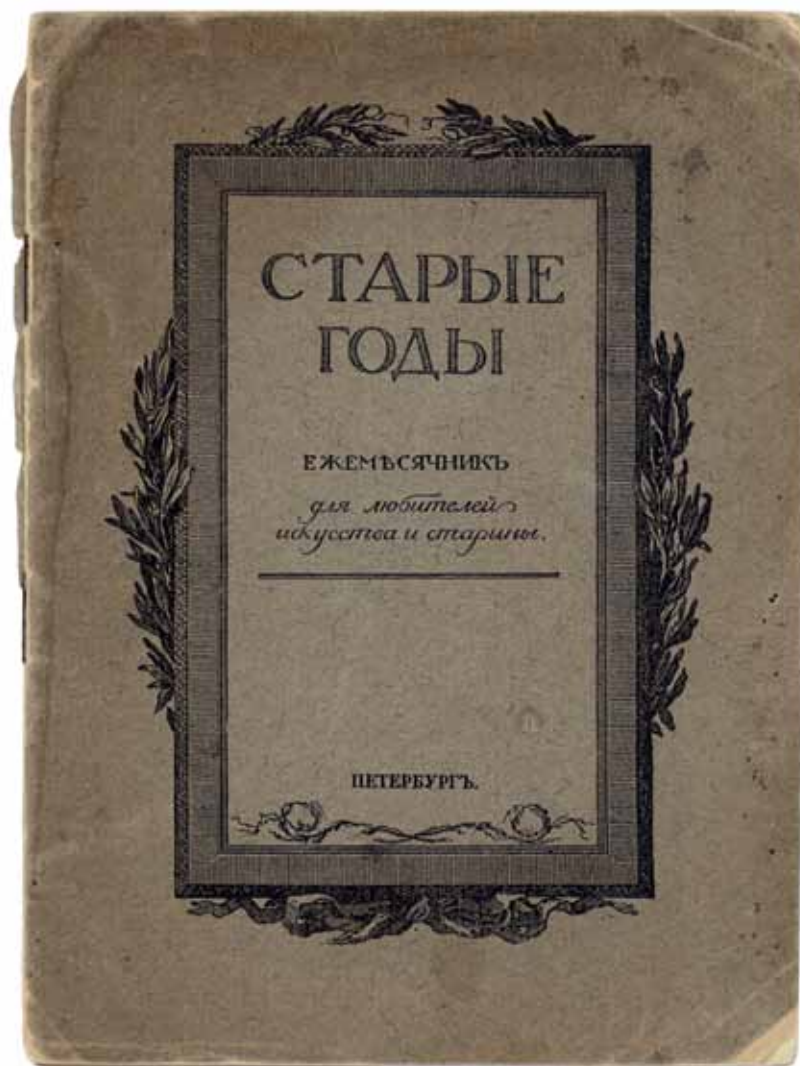 СТАРЫЕ
ГОДЫ
ЕЖЕМѢСЯЧНИКЪ
для любителей
искусства и старины.
ПЕТЕРБУРГЪ.